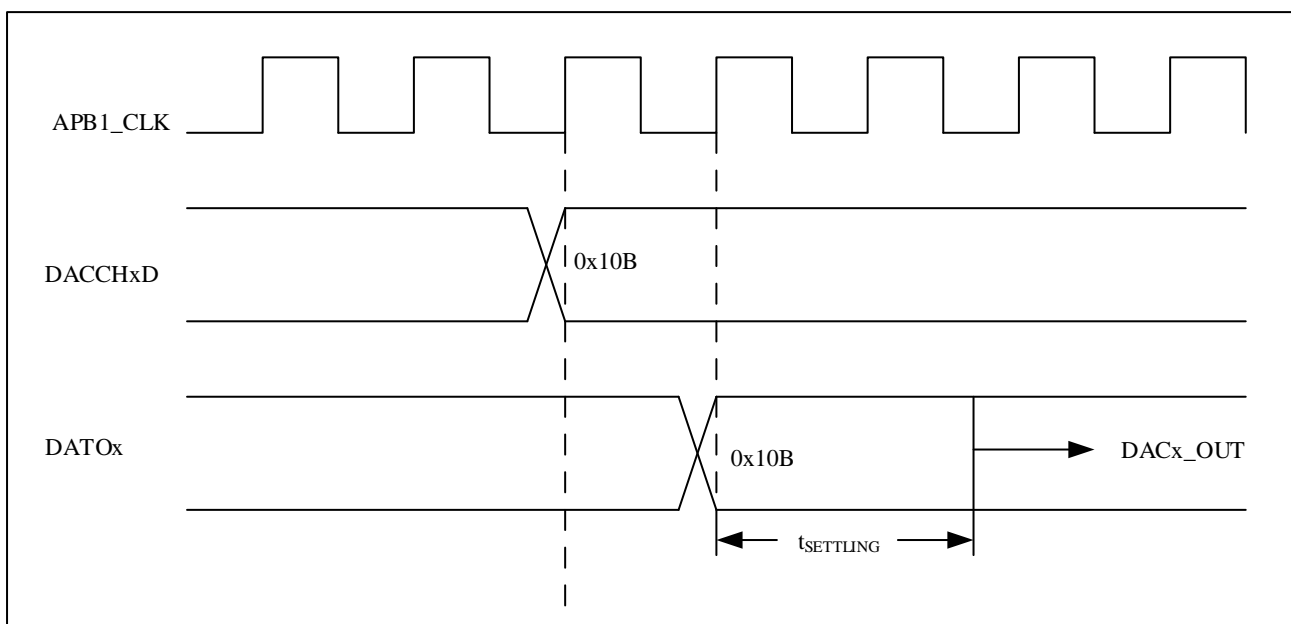 APB1_CLK
DACCHxD
0x10B
DATOx
0x10B
DACx_OUT
tSETTLING